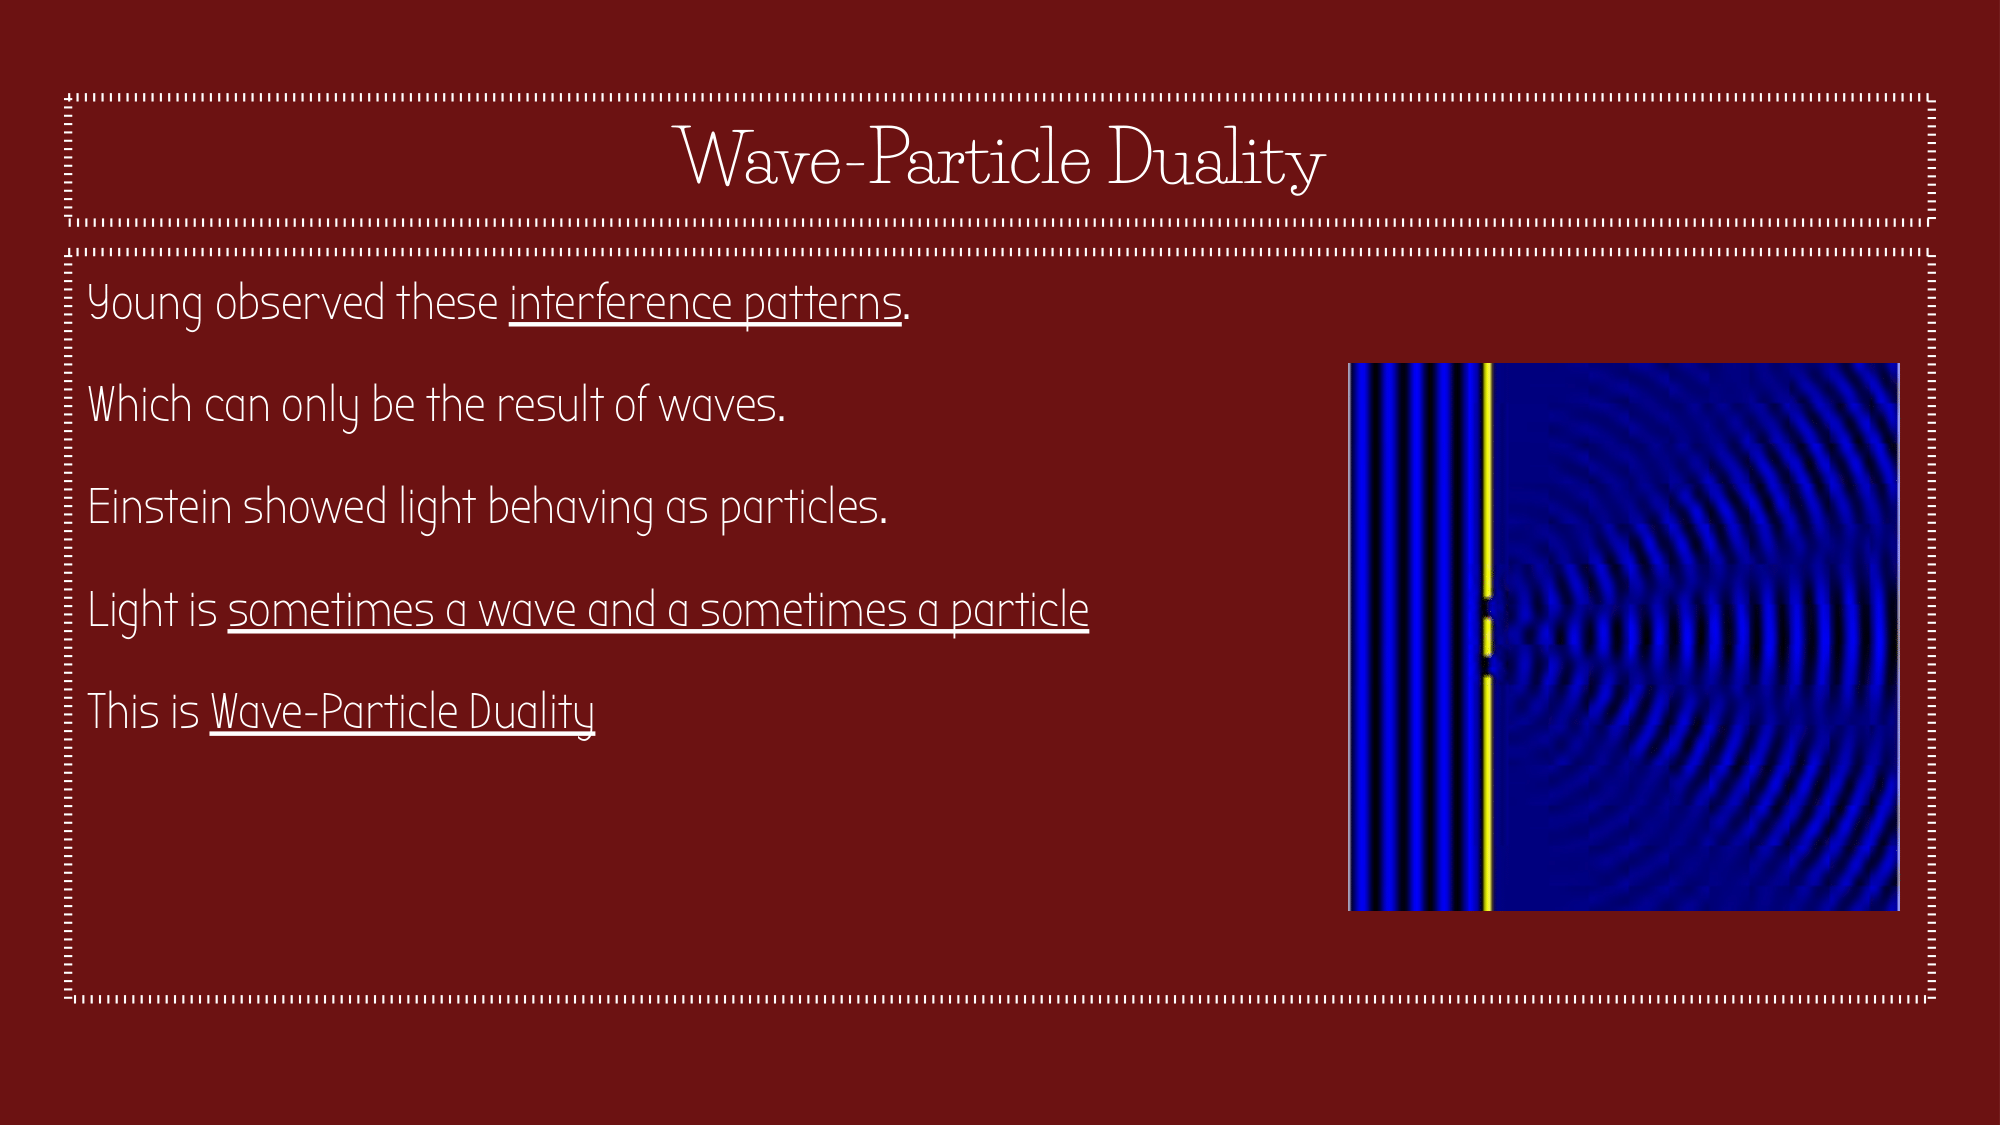 Wave-Particle Duality
Young observed these interference patterns.
Which can only be the result of waves.
Einstein showed light behaving as particles.
Light is sometimes a wave and a sometimes a particle
This is Wave-Particle Duality